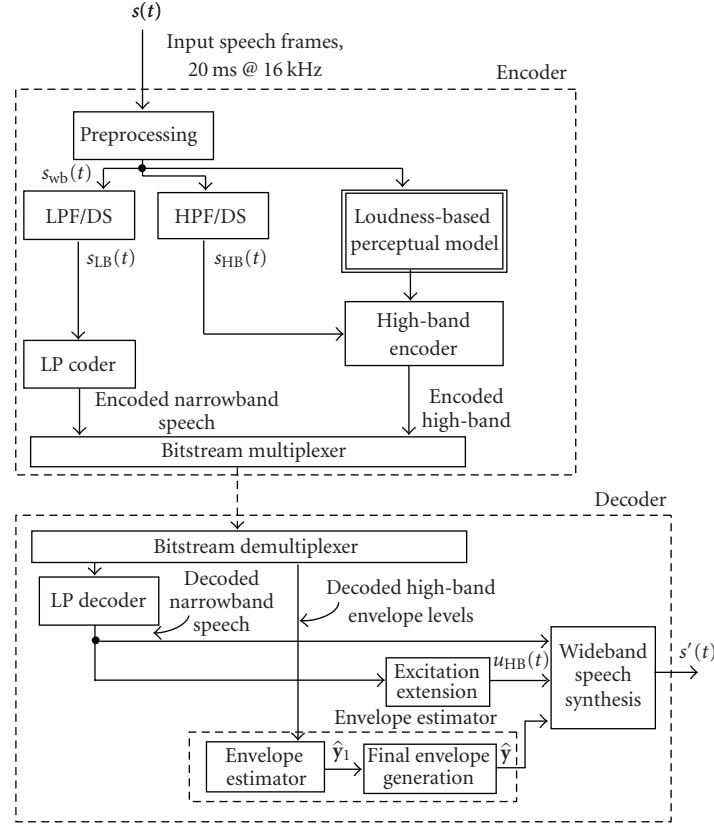 s(t)
Input speech frames,
20 ms @ 16 kHz
Encoder
Preprocessing
s_wb(t)
LPF/DS
HPF/DS
Loudness-based
perceptual model
s_LB(t)
s_HB(t)
High-band
encoder
LP coder
Encoded narrowband
speech
Encoded
high-band
Bitstream multiplexer
Decoder
Bitstream demultiplexer
LP decoder
Decoded
narrowband
speech
Decoded high-band
envelope levels
Wideband
speech
synthesis
s′(t)
Excitation
extension
u_HB(t)
Envelope estimator
Envelope
estimator
ŷ_1
Final envelope
generation
ŷ